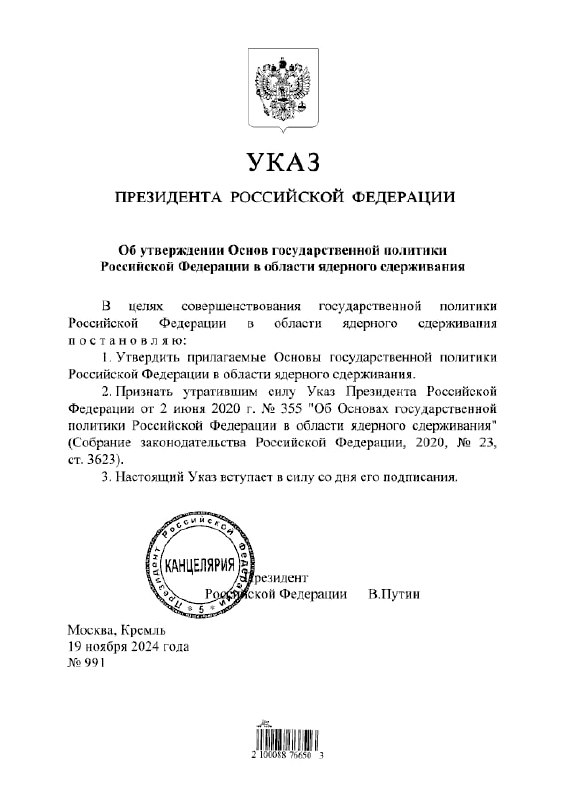 УКАЗ
ПРЕЗИДЕНТА РОССИЙСКОЙ ФЕДЕРАЦИИ
Об утверждении Основ государственной политики
Российской Федерации в области ядерного сдерживания
В целях совершенствования государственной политики
Российской Федерации в области ядерного сдерживания
постановляю:
1. Утвердить прилагаемые Основы государственной политики
Российской Федерации в области ядерного сдерживания.
2. Признать утратившим силу Указ Президента Российской
Федерации от 2 июня 2020 г. № 355 "Об Основах государственной
политики Российской Федерации в области ядерного сдерживания"
(Собрание законодательства Российской Федерации, 2020, № 23,
ст. 3623).
3. Настоящий Указ вступает в силу со дня его подписания.
Президент Российской Федерации
КАНЦЕЛЯРИЯ
* 5 *
Президент
Российской Федерации В.Путин
Москва, Кремль
19 ноября 2024 года
№ 991
2 100088 76650 3